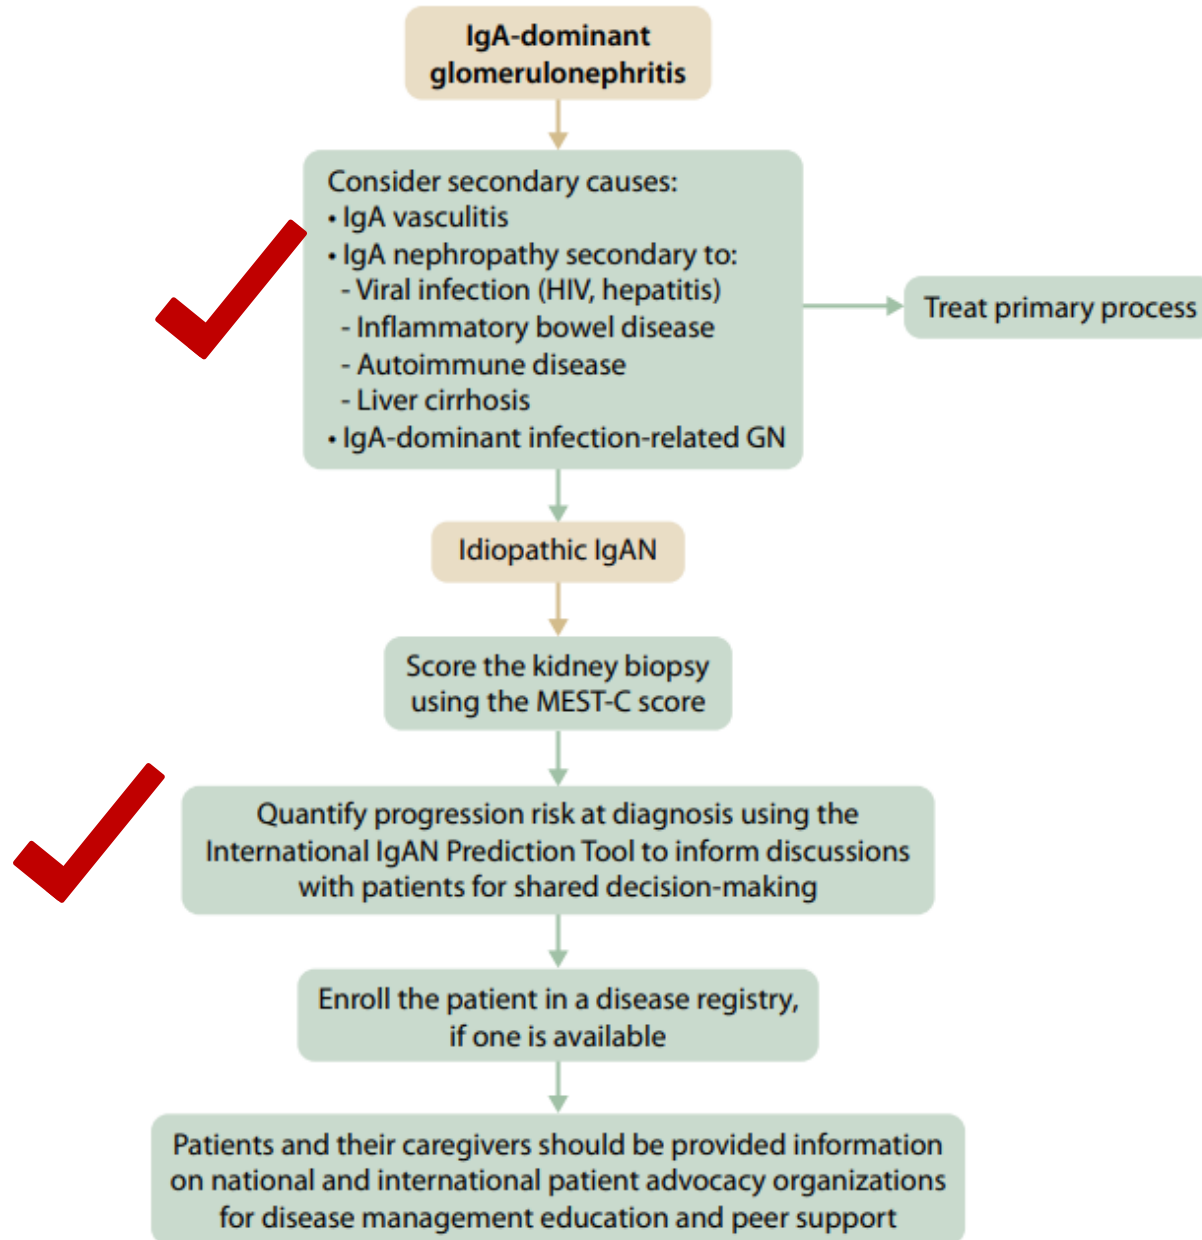 IgA-dominant
glomerulonephritis
Consider secondary causes:
• IgA vasculitis
• IgA nephropathy secondary to:
- Viral infection (HIV, hepatitis)
- Inflammatory bowel disease
- Autoimmune disease
- Liver cirrhosis
• IgA-dominant infection-related GN
Treat primary process
Idiopathic IgAN
Score the kidney biopsy
using the MEST-C score
Quantify progression risk at diagnosis using the
International IgAN Prediction Tool to inform discussions
with patients for shared decision-making
Enroll the patient in a disease registry,
if one is available
Patients and their caregivers should be provided information
on national and international patient advocacy organizations
for disease management education and peer support